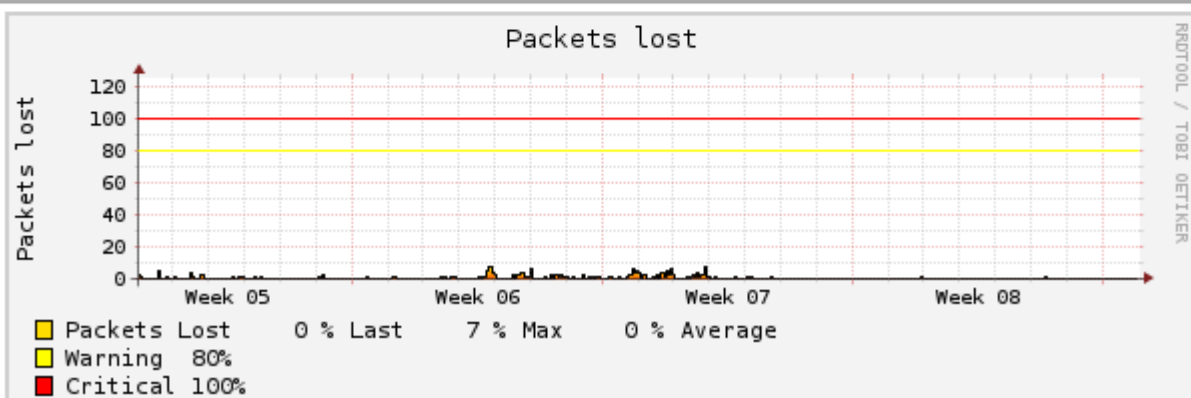 Packets lost
RRDTOOL / TOBI OETIKER
Packets lost
120
100
80
60
40
20
0
Week 05 Week 06 Week 07 Week 08
Packets Lost 0 % Last 7 % Max 0 % Average
Warning 80%
Critical 100%